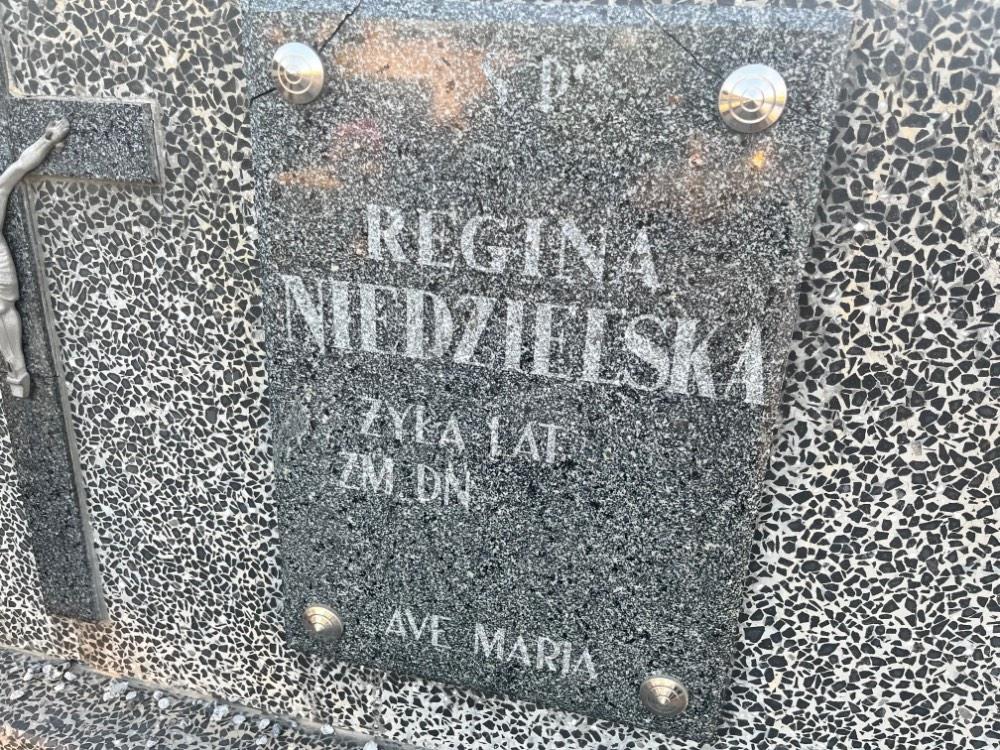 P
REGINA
NIEDZIELSKA
ŻYŁA LAT
ZM. DN
AVE MARIA